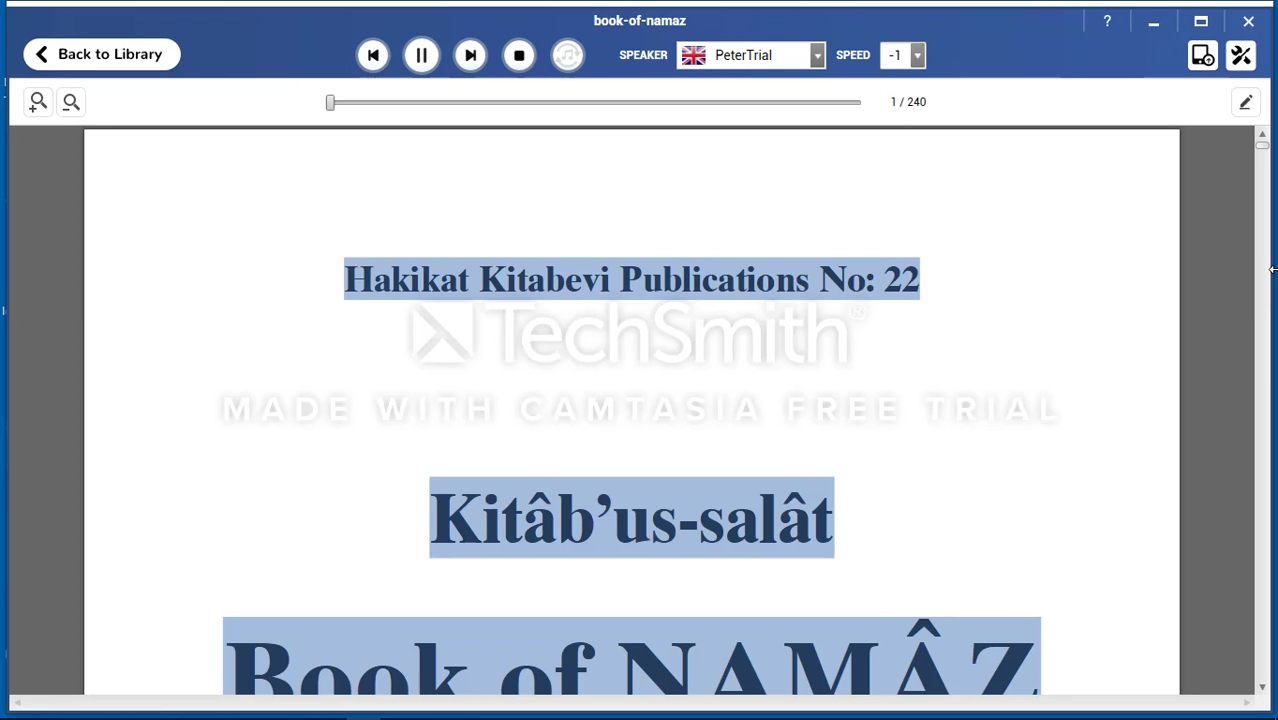 book-of-namaz
Back to Library
SPEAKER
PeterTrial
SPEED
-1
1 / 240
Hakikat Kitabevi Publications No: 22
TechSmith®
MADE WITH CAMTASIA FREE TRIAL
Kitâb’us-salât
Book of NAMÂZ